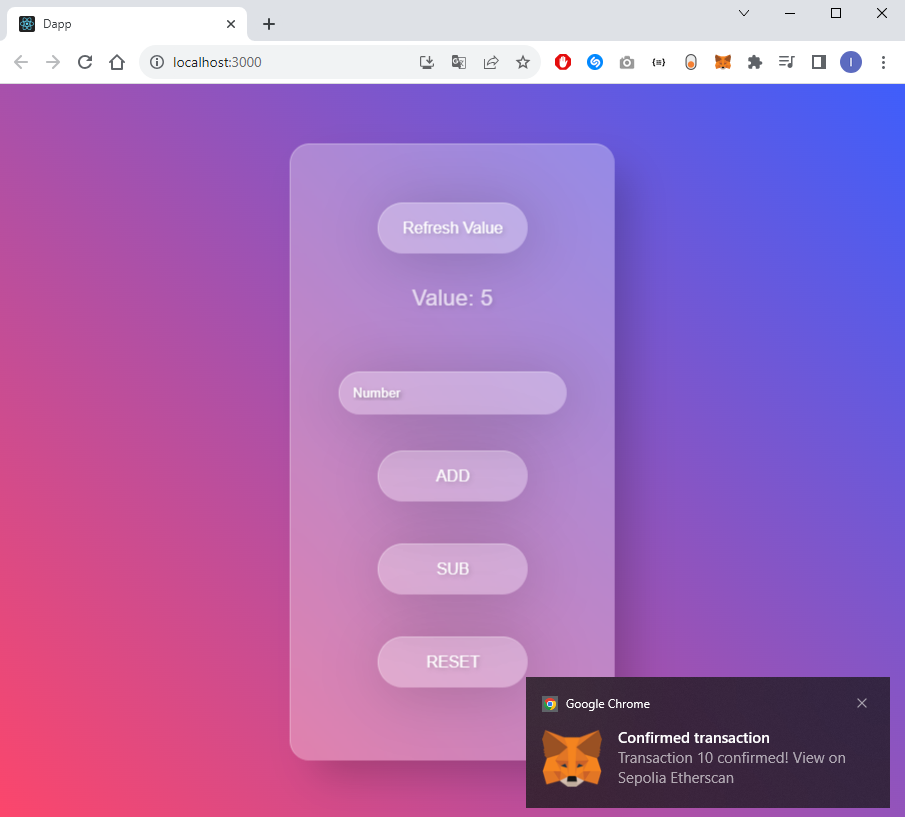 Dapp
localhost:3000
I
Refresh Value
Value: 5
Number
ADD
SUB
RESET
Google Chrome
Confirmed transaction
Transaction 10 confirmed! View on
Sepolia Etherscan